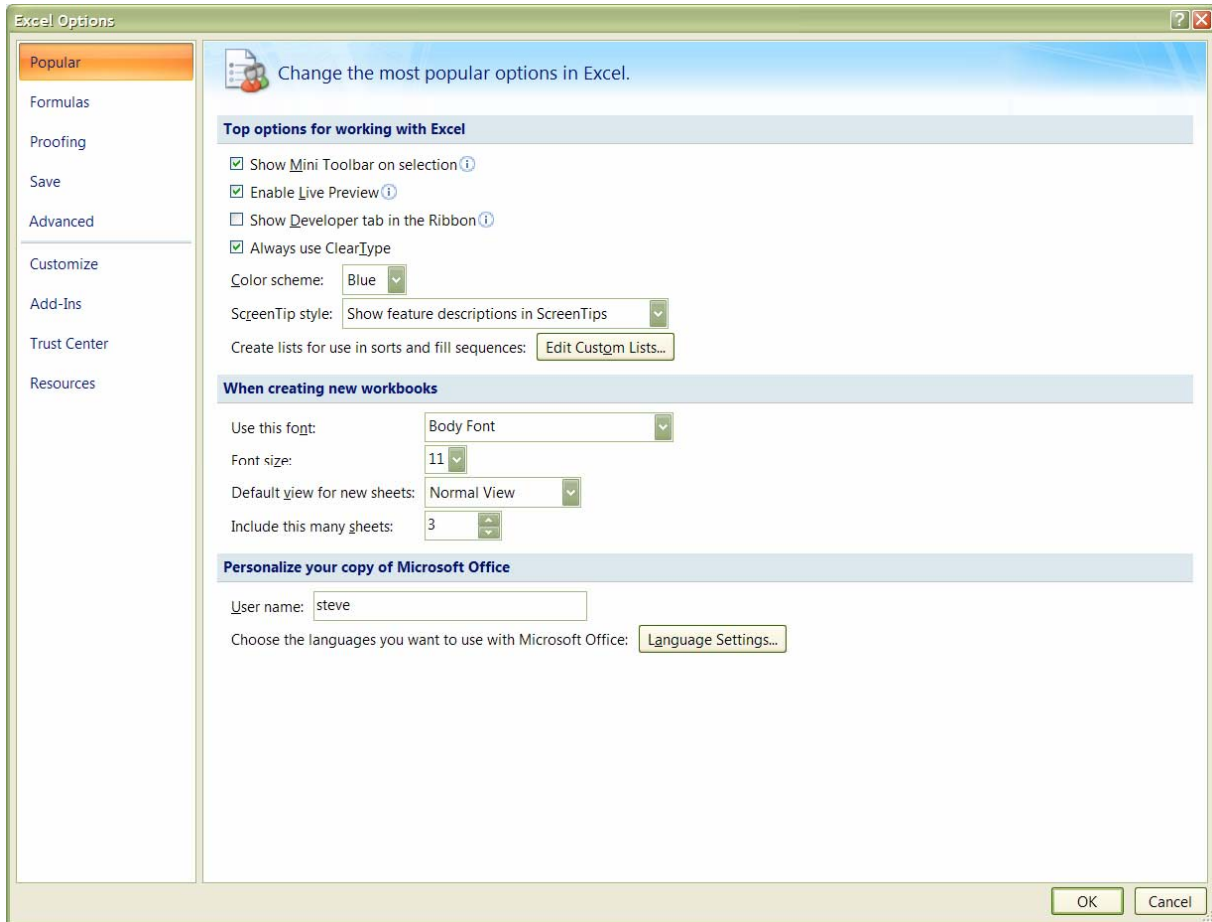 Excel Options
Popular
Formulas
Proofing
Save
Advanced
Customize
Add-Ins
Trust Center
Resources
Change the most popular options in Excel.
Top options for working with Excel
Show Mini Toolbar on selection
Enable Live Preview
Show Developer tab in the Ribbon
Always use ClearType
Color scheme: Blue
ScreenTip style: Show feature descriptions in ScreenTips
Create lists for use in sorts and fill sequences: Edit Custom Lists...
When creating new workbooks
Use this font: Body Font
Font size: 11
Default view for new sheets: Normal View
Include this many sheets: 3
Personalize your copy of Microsoft Office
User name: steve
Choose the languages you want to use with Microsoft Office: Language Settings...
OK Cancel